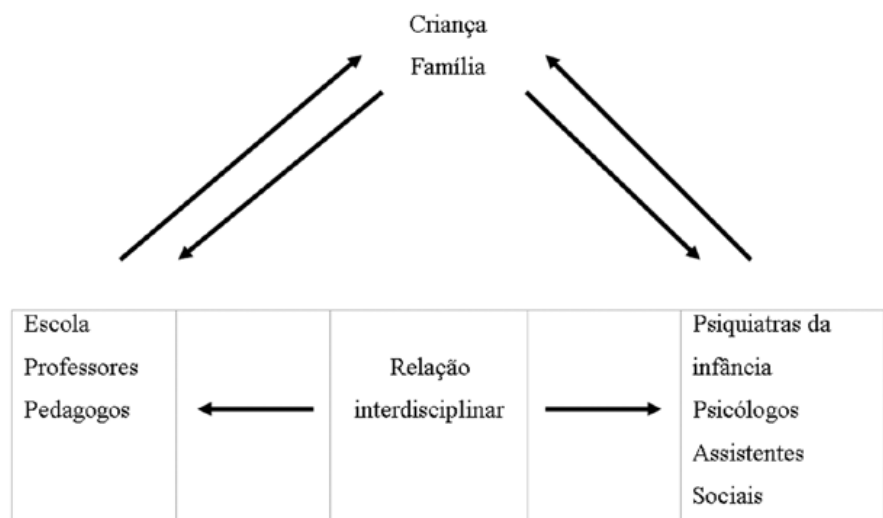 Criança
Família
Escola
Professores
Pedagogos
Relação
interdisciplinar
Psiquiatras da
infância
Psicólogos
Assistentes
Sociais